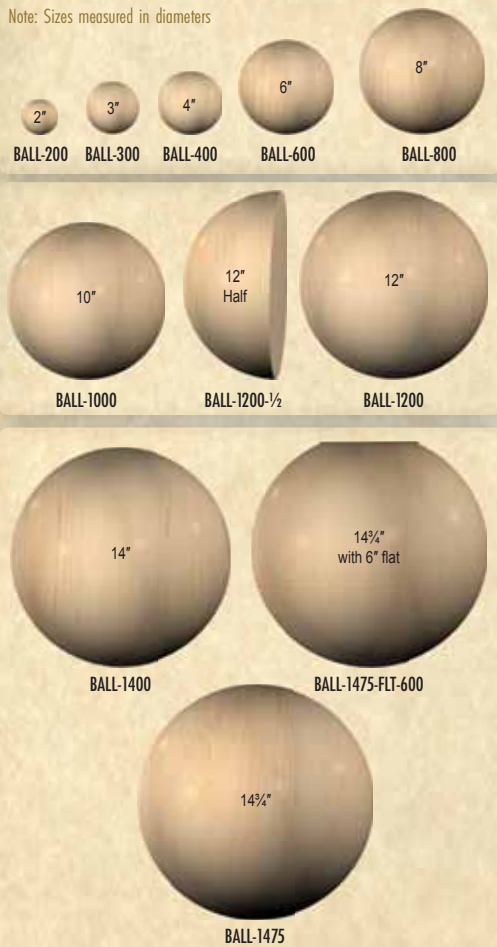 Note: Sizes measured in diameters
2"
3"
4"
6"
8"
BALL-200
BALL-300
BALL-400
BALL-600
BALL-800
10"
12"
Half
12"
BALL-1000
BALL-1200-½
BALL-1200
14"
14¾"
with 6" flat
BALL-1400
BALL-1475-FLT-600
14¾"
BALL-1475